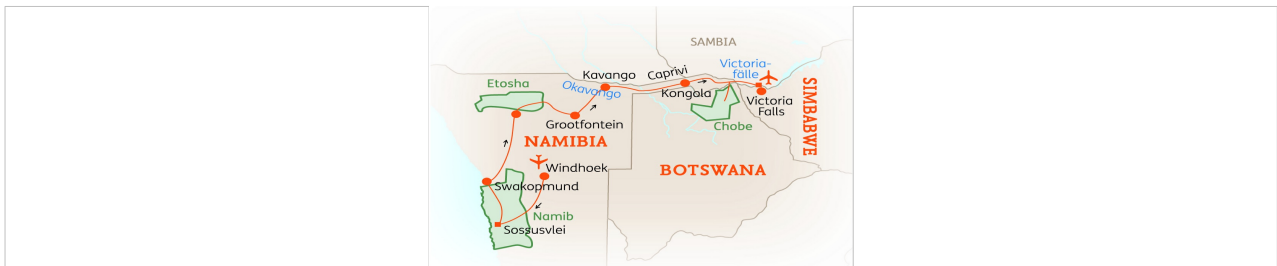 SAMBIA
Victoria-
fälle
Kavango
Caprivi
Etosha
Okavango
Kongola
Victoria
Falls
SIMBABWE
Grootfontein
Chobe
NAMIBIA
Windhoek
BOTSWANA
Swakopmund
Namib
Sossusvlei